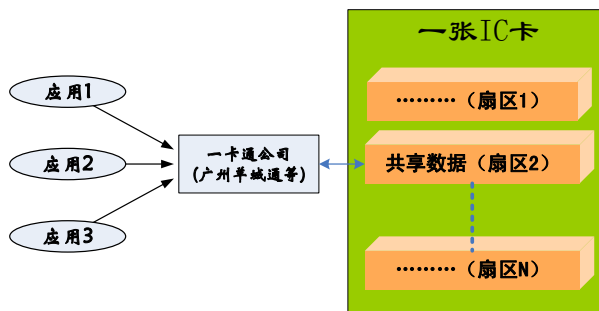 一张IC卡
………（扇区1）
应用1
应用2
应用3
一卡通公司
(广州羊城通等)
共享数据（扇区2）
………（扇区N）